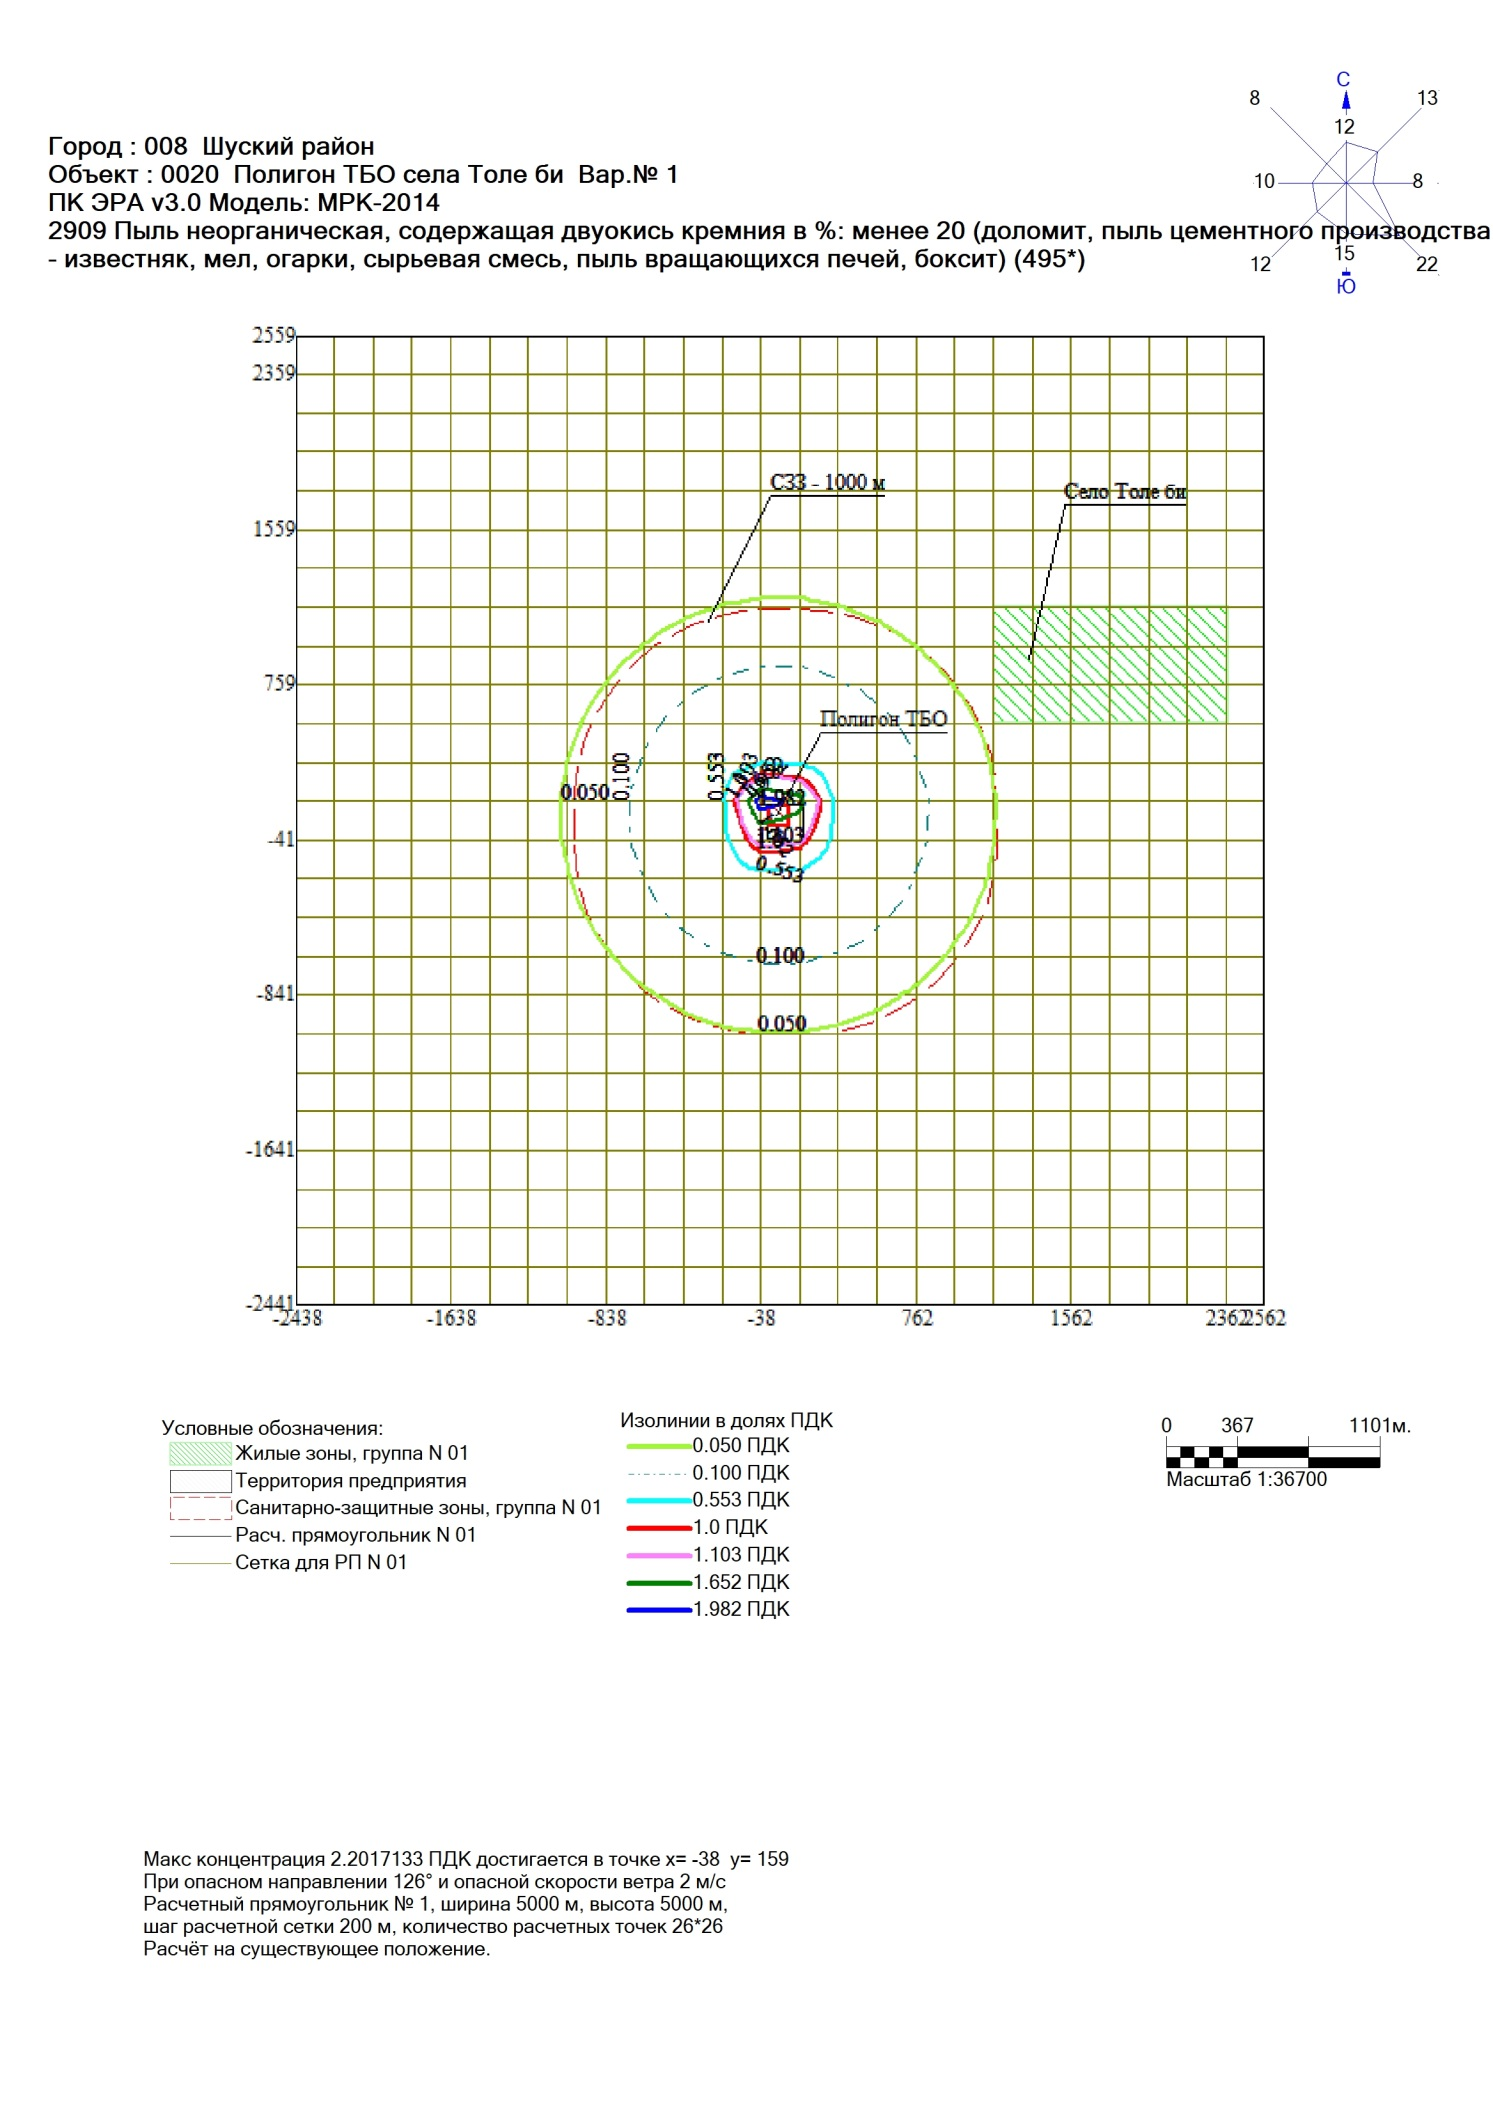 С
8
13
12
10
8
12
15
22
Ю
Город : 008 Шуский район
Объект : 0020 Полигон ТБО села Толе би Вар.№ 1
ПК ЭРА v3.0 Модель: МРК-2014
2909 Пыль неорганическая, содержащая двуокись кремния в %: менее 20 (доломит, пыль цементного производства
- известняк, мел, огарки, сырьевая смесь, пыль вращающихся печей, боксит) (495*)
2559
2359
СЗЗ - 1000 м
Село Толе би
1559
759
Полигон ТБО
0.100
0.553
0.050
-41
0.553
0.100
-841
0.050
-1641
-2441
-2438
-1638
-838
-38
762
1562
2362
2562
Условные обозначения:
Жилые зоны, группа N 01
Территория предприятия
Санитарно-защитные зоны, группа N 01
Расч. прямоугольник N 01
Сетка для РП N 01
Изолинии в долях ПДК
0.050 ПДК
0.100 ПДК
0.553 ПДК
1.0 ПДК
1.103 ПДК
1.652 ПДК
1.982 ПДК
0 367 1101м.
Масштаб 1:36700
Макс концентрация 2.2017133 ПДК достигается в точке x= -38 y= 159
При опасном направлении 126° и опасной скорости ветра 2 м/с
Расчетный прямоугольник № 1, ширина 5000 м, высота 5000 м,
шаг расчетной сетки 200 м, количество расчетных точек 26*26
Расчёт на существующее положение.